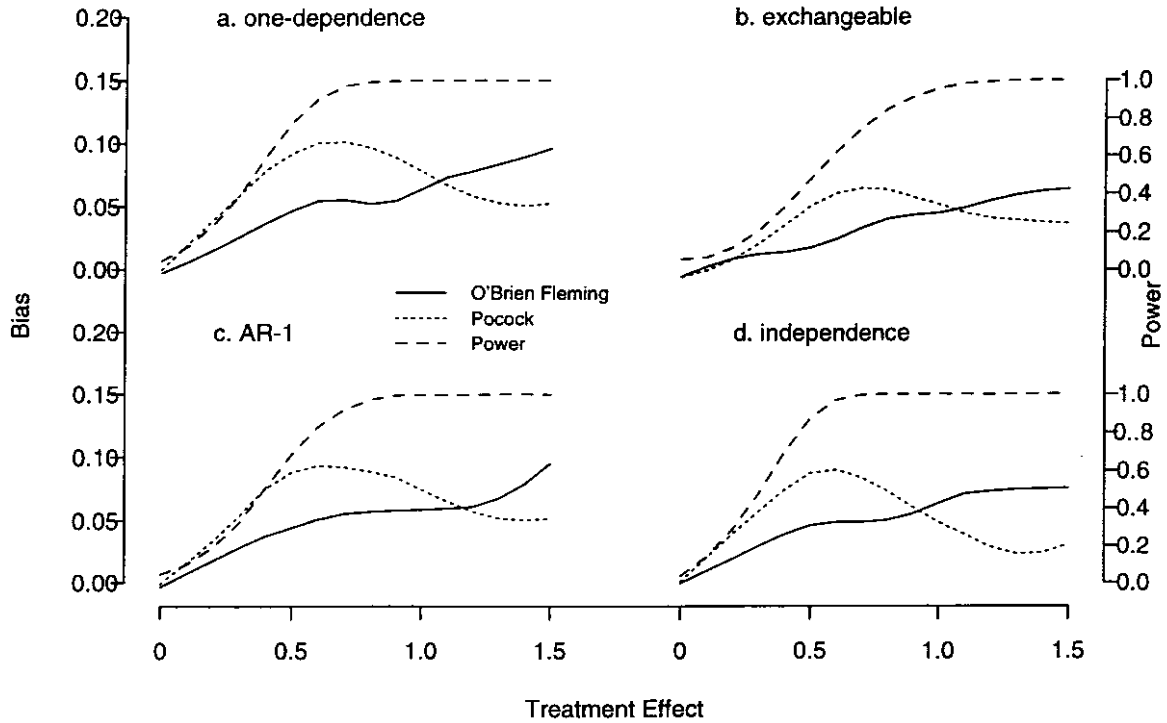 a. one-dependence
b. exchangeable
0.20
0.15
0.10
0.05
0.00
1.0
0.8
0.6
0.4
0.2
0.0
O'Brien Fleming
Pocock
Power
Bias
Power
c. AR-1
d. independence
0.20
0.15
0.10
0.05
0.00
1.0
0.8
0.6
0.4
0.2
0.0
0 0.5 1.0 1.5
0 0.5 1.0 1.5
Treatment Effect